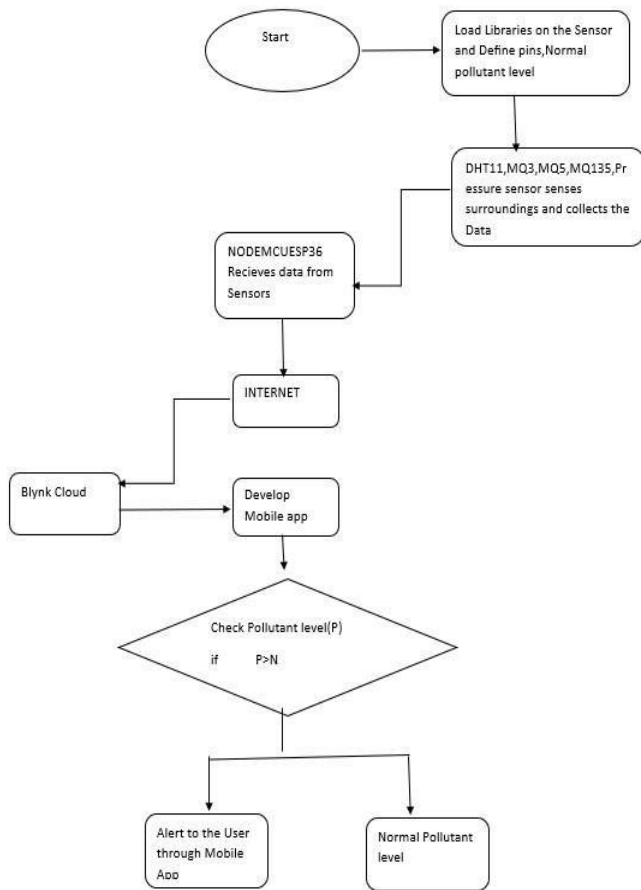 Start
Load Libraries on the Sensor
and Define pins,Normal
pollutant level
DHT11,MQ3,MQ5,MQ135,Pr
essure sensor senses
surroundings and collects the
Data
NODEMCUESP36
Recieves data from
Sensors
INTERNET
Blynk Cloud
Develop
Mobile app
Check Pollutant level(P)
if P>N
Alert to the User
through Mobile
App
Normal Pollutant
level